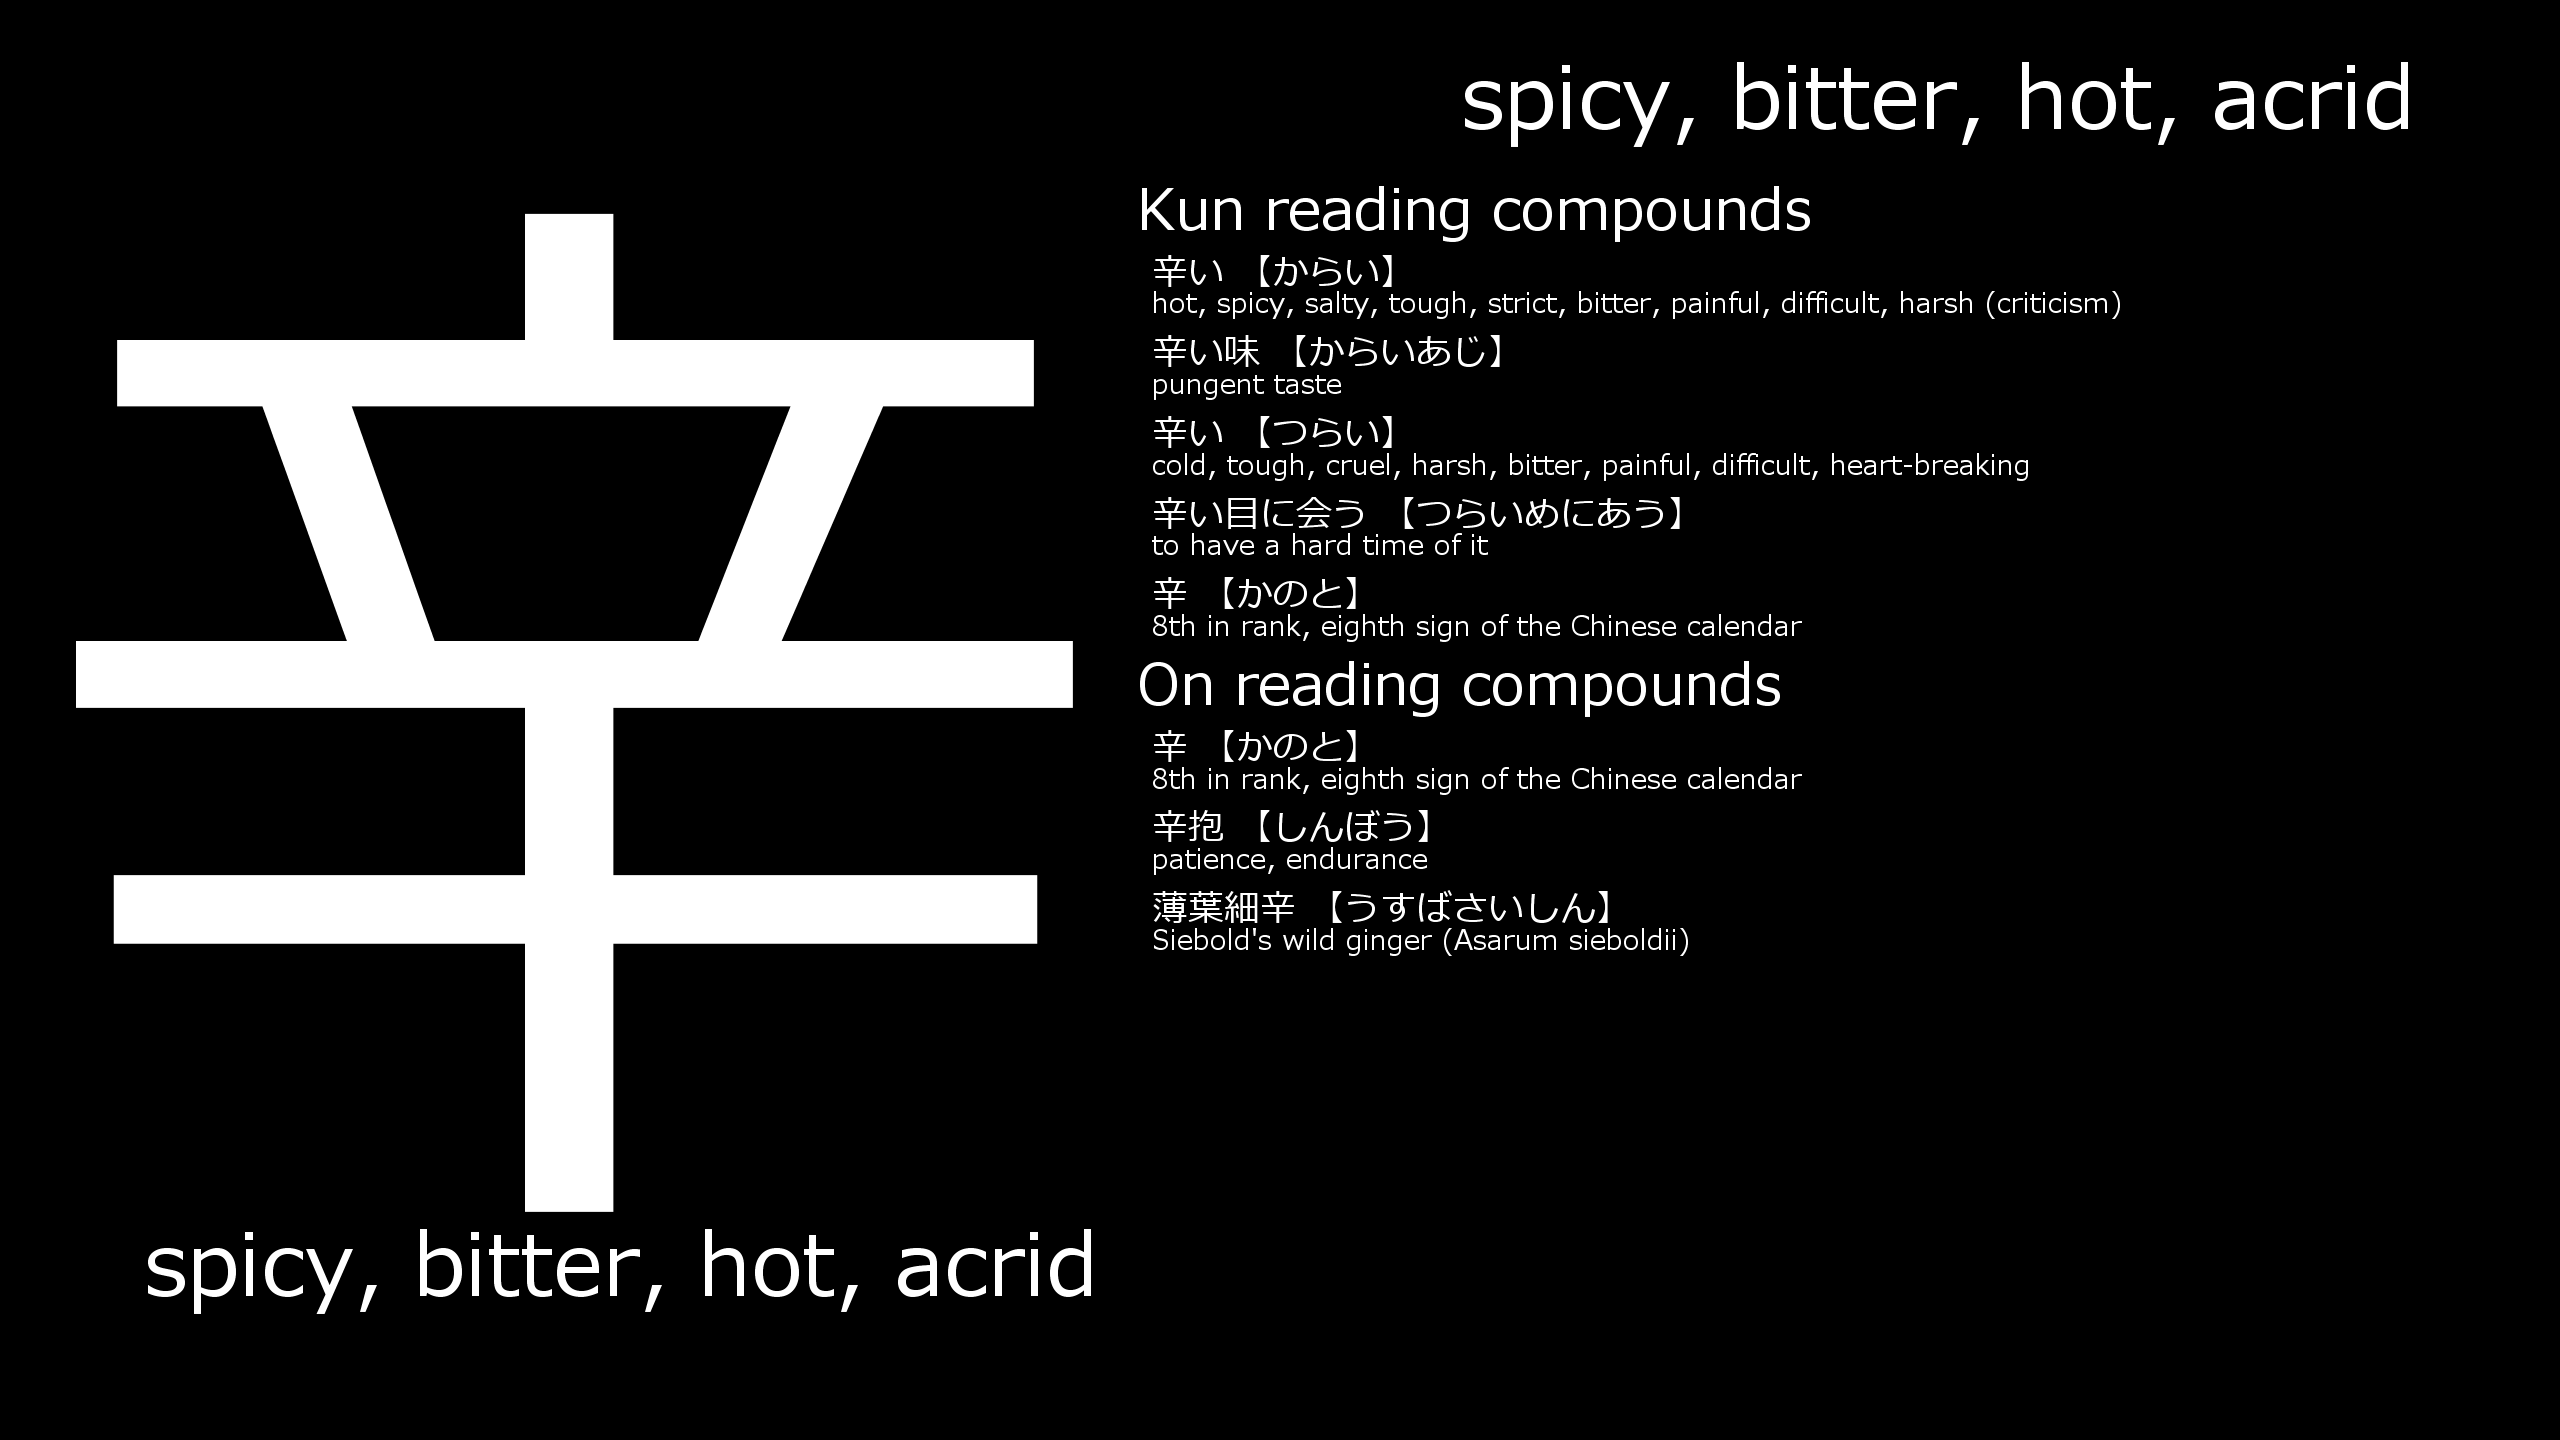 辛
spicy, bitter, hot, acrid
spicy, bitter, hot, acrid
Kun reading compounds
辛い 【からい】
hot, spicy, salty, tough, strict, bitter, painful, difficult, harsh (criticism)
辛い味 【からいあじ】
pungent taste
辛い 【つらい】
cold, tough, cruel, harsh, bitter, painful, difficult, heart-breaking
辛い目に会う 【つらいめにあう】
to have a hard time of it
辛 【かのと】
8th in rank, eighth sign of the Chinese calendar
On reading compounds
辛 【かのと】
8th in rank, eighth sign of the Chinese calendar
辛抱 【しんぼう】
patience, endurance
薄葉細辛 【うすばさいしん】
Siebold's wild ginger (Asarum sieboldii)